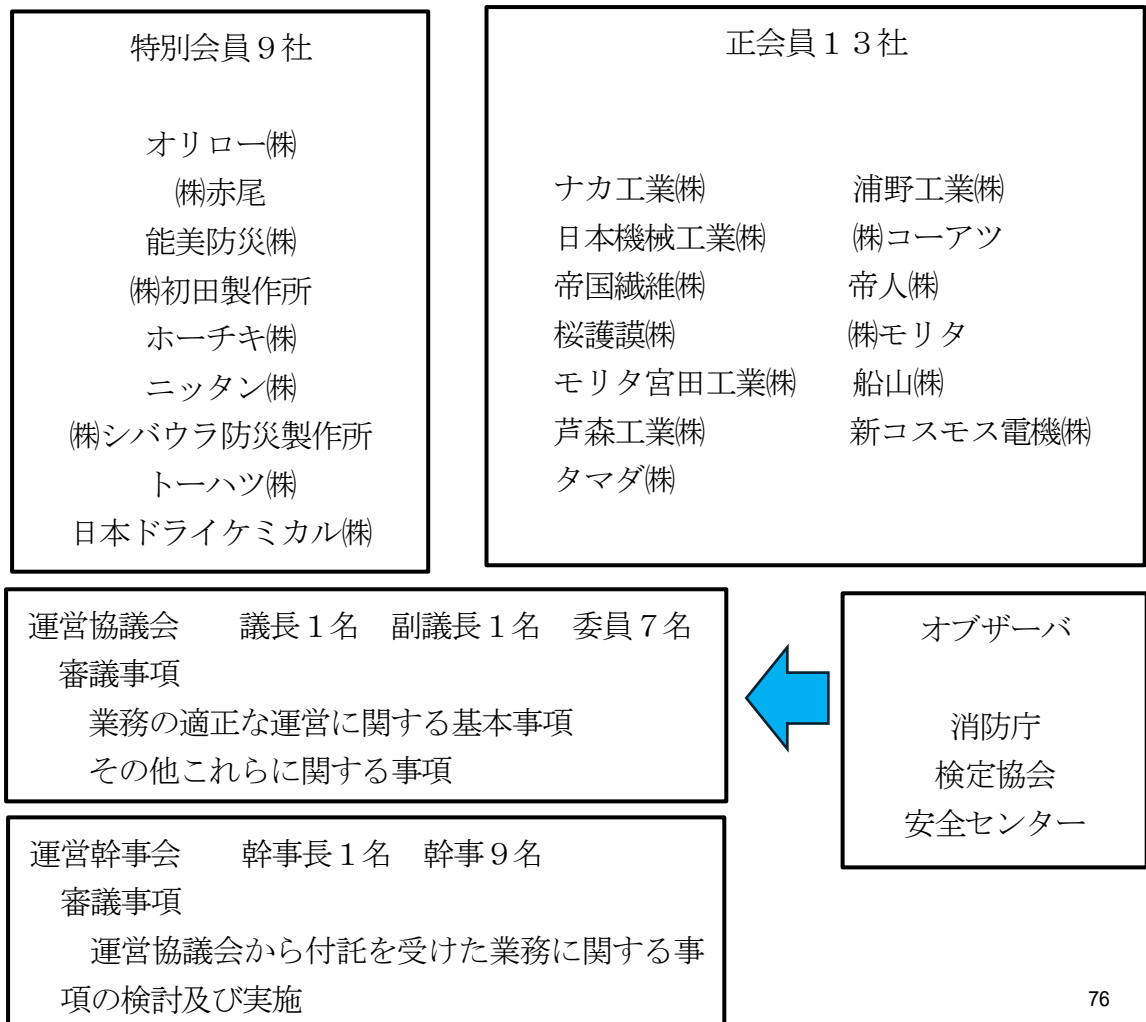 特別会員９社
オリロー㈱
㈱赤尾
能美防災㈱
㈱初田製作所
ホーチキ㈱
ニッタン㈱
㈱シバウラ防災製作所
トーハツ㈱
日本ドライケミカル㈱
正会員１３社
ナカ工業㈱　浦野工業㈱
日本機械工業㈱　㈱コーアツ
帝国繊維㈱　帝人㈱
桜護謨㈱　㈱モリタ
モリタ宮田工業㈱　船山㈱
芦森工業㈱　新コスモス電機㈱
タマダ㈱
運営協議会　議長１名　副議長１名　委員７名
審議事項
業務の適正な運営に関する基本事項
その他これらに関する事項
オブザーバ
消防庁
検定協会
安全センター
運営幹事会　幹事長１名　幹事９名
審議事項
運営協議会から付託を受けた業務に関する事
項の検討及び実施
76